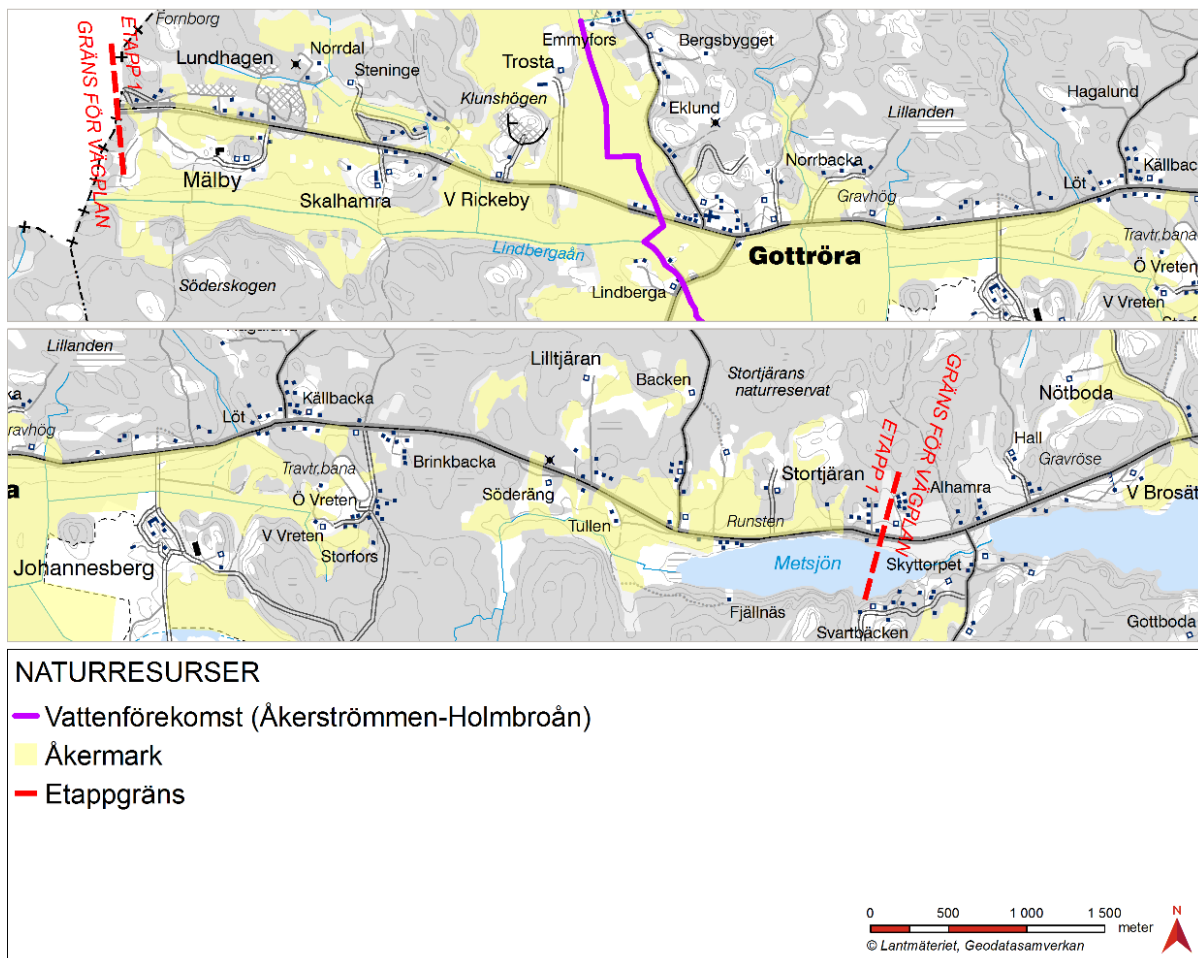 Fornborg
ETAPP 1
GRÄNS FÖR VÄGPLAN
Lundhagen
Norrdal
Steninge
Emmyfors
Trosta
Bergsbygget
Klunshögen
Eklund
Lillanden
Hagalund
Mälby
Skalhamra
V Rickeby
Norrbacka
Gravhög
Löt
Källbac
Lindbergaån
Gottröra
Travtr.bana
Söderskogen
Lindberga
Ö Vreten
V Vreten
Lillanden
ravhög
a
Löt
Källbacka
Lilltjäran
Backen
Stortjärans
naturreservat
GRÄNS FÖR VÄGPLAN
ETAPP 1
Nötboda
Hall
Gravröse
Travtr.bana
Brinkbacka
Ö Vreten
Söderäng
Stortjäran
Alhamra
V Brosät
V Vreten
Tullen
Runsten
Storfors
Johannesberg
Metsjön
Skyttorpet
Fjällnäs
Svartbäcken
Gottboda
NATURRESURSER
Vattenförekomst (Åkerströmmen-Holmbroån)
Åkermark
Etappgräns
0 500 1 000 1 500
meter
N
© Lantmäteriet, Geodatasamverkan